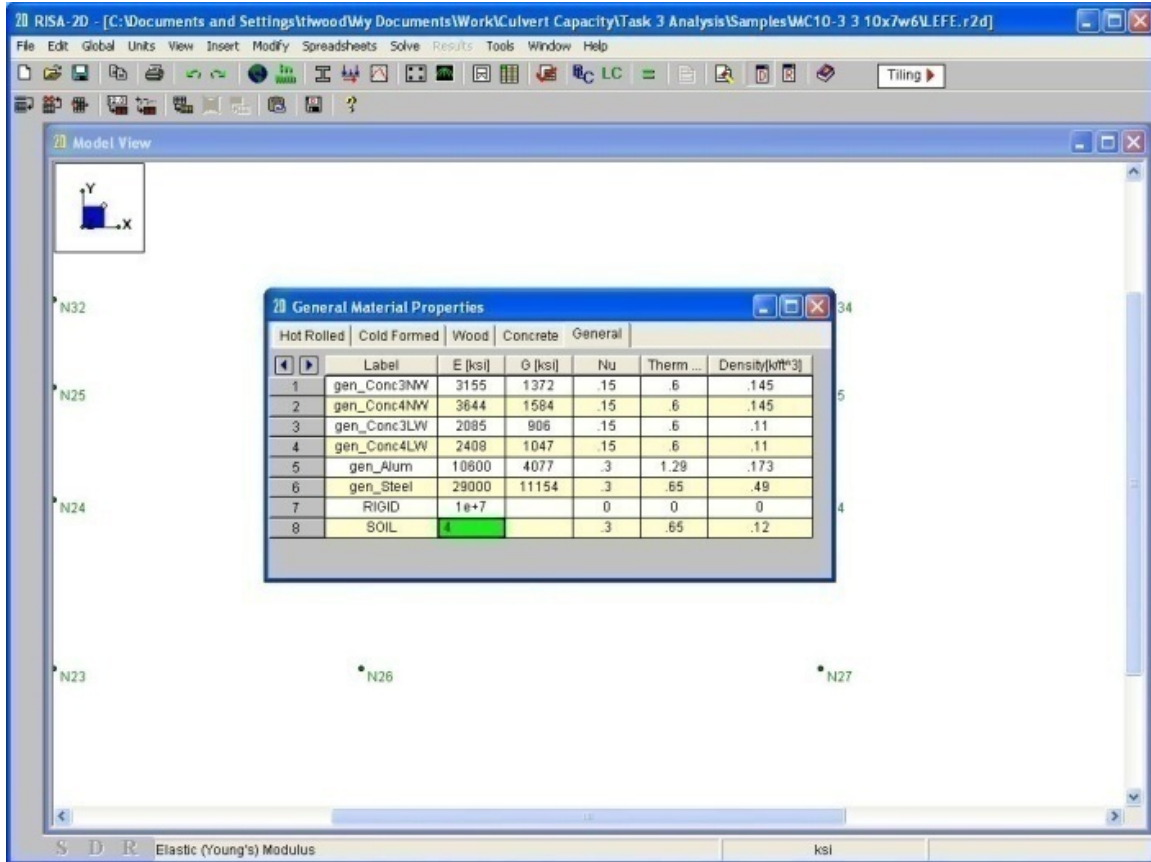 2D RISA-2D - [C:\Documents and Settings\tiwood\My Documents\Work\Culvert Capacity\Task 3 Analysis\Samples\MC10-3 3 10x7w6\LEFE.r2d]
File Edit Global Units View Insert Modify Spreadsheets Solve Results Tools Window Help
LC = D R Tiling
2D Model View
Y
X
N32
34
2D General Material Properties
Hot Rolled Cold Formed Wood Concrete General
Label E [ksi] G [ksi] Nu Therm ... Density[k/ft^3]
1 gen_Conc3NW 3155 1372 .15 .6 .145
N25
5
2 gen_Conc4NW 3644 1584 .15 .6 .145
3 gen_Conc3LW 2085 906 .15 .6 .11
4 gen_Conc4LW 2408 1047 .15 .6 .11
5 gen_Alum 10600 4077 .3 1.29 .173
6 gen_Steel 29000 11154 .3 .65 .49
N24
4
7 RIGID 1e+7 0 0 0
8 SOIL 4 .3 .65 .12
N23 N26 N27
S D R Elastic (Young's) Modulus ksi